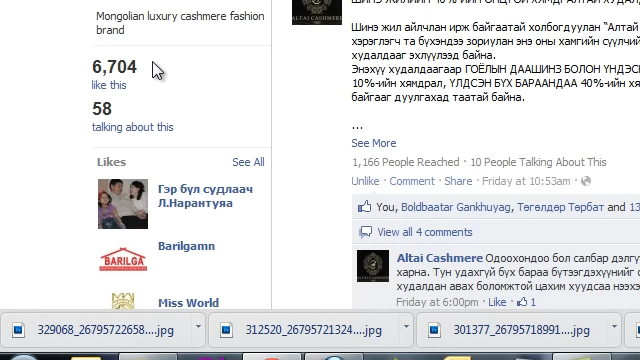 Mongolian luxury cashmere fashion
brand
6,704
like this
58
talking about this
Likes
See All
Гэр бүл судлаач
Л.Нарантуяа
Barilgamn
BARILGA
Miss World
ALTAI CASHMERE
Шинэ жил айлчлан ирж байгаатай холбогдуулан "Алтай
хэрэглэгч та бүхэндээ зориулан энэ оны хамгийн сүүлчий
худалдааг эхлүүлээд байна.
Энэхүү худалдаагаар ГОЁЛЫН ДААШИНЗ БОЛОН ҮНДЭС
10%-ийн хямдрал, ҮЛДСЭН БҮХ БАРААНДАА 40%-ийн хя
байгааг дуулгахад таатай байна.
...
See More
1,166 People Reached · 10 People Talking About This
Unlike · Comment · Share · Friday at 10:53am ·
You, Boldbaatar Gankhuyag, Төгөлдөр Төрбат and 13
View all 4 comments
Altai Cashmere Одоохондоо бол салбар дэлгү
харна. Тун удахгүй бүх бараа бүтээгдэхүүнийг о
худалдан авах боломжтой цахим хуудсаа нээх
Friday at 6:00pm · Like · 1
329068_26795722658....jpg
312520_26795721324....jpg
301377_26795718991....jpg